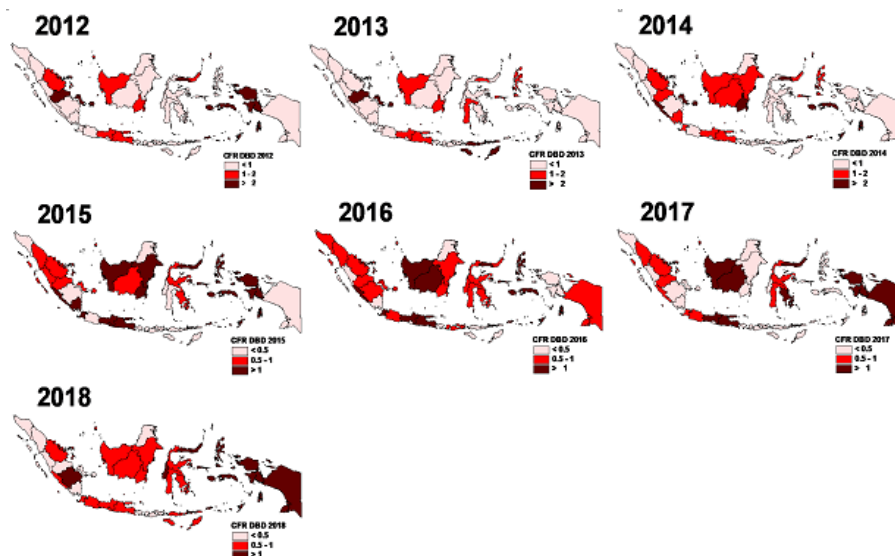 2012
2013
2014
CFR DBD 2012
< 1
1 - 2
> 2
CFR DBD 2013
< 1
1 - 2
> 2
CFR DBD 2014
< 1
1 - 2
> 2
2015
2016
2017
CFR DBD 2015
< 0.5
0.5 - 1
> 1
CFR DBD 2016
< 0.5
0.5 - 1
> 1
CFR DBD 2017
< 0.5
0.5 - 1
> 1
2018
CFR DBD 2018
< 0.5
0.5 - 1
> 1